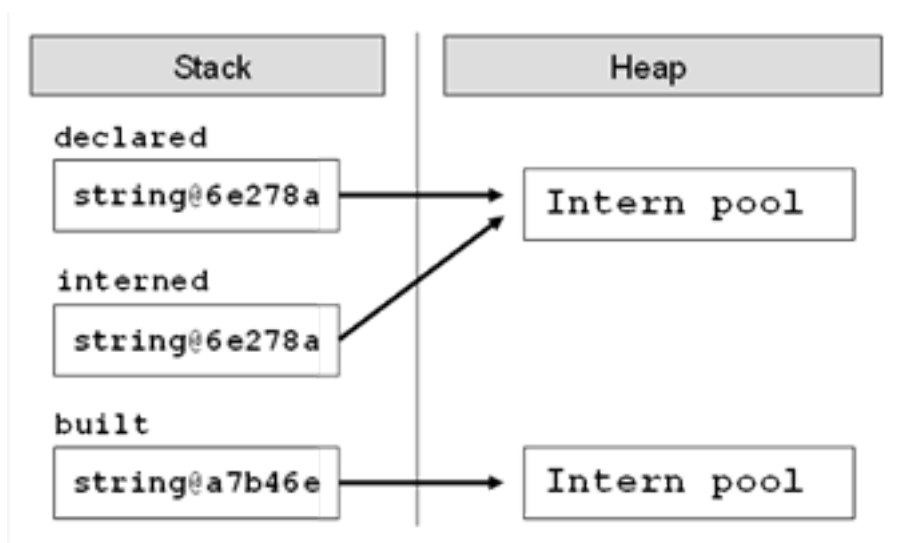 Stack
Heap
declared
string@6e278a
Intern pool
interned
string@6e278a
built
string@a7b46e
Intern pool